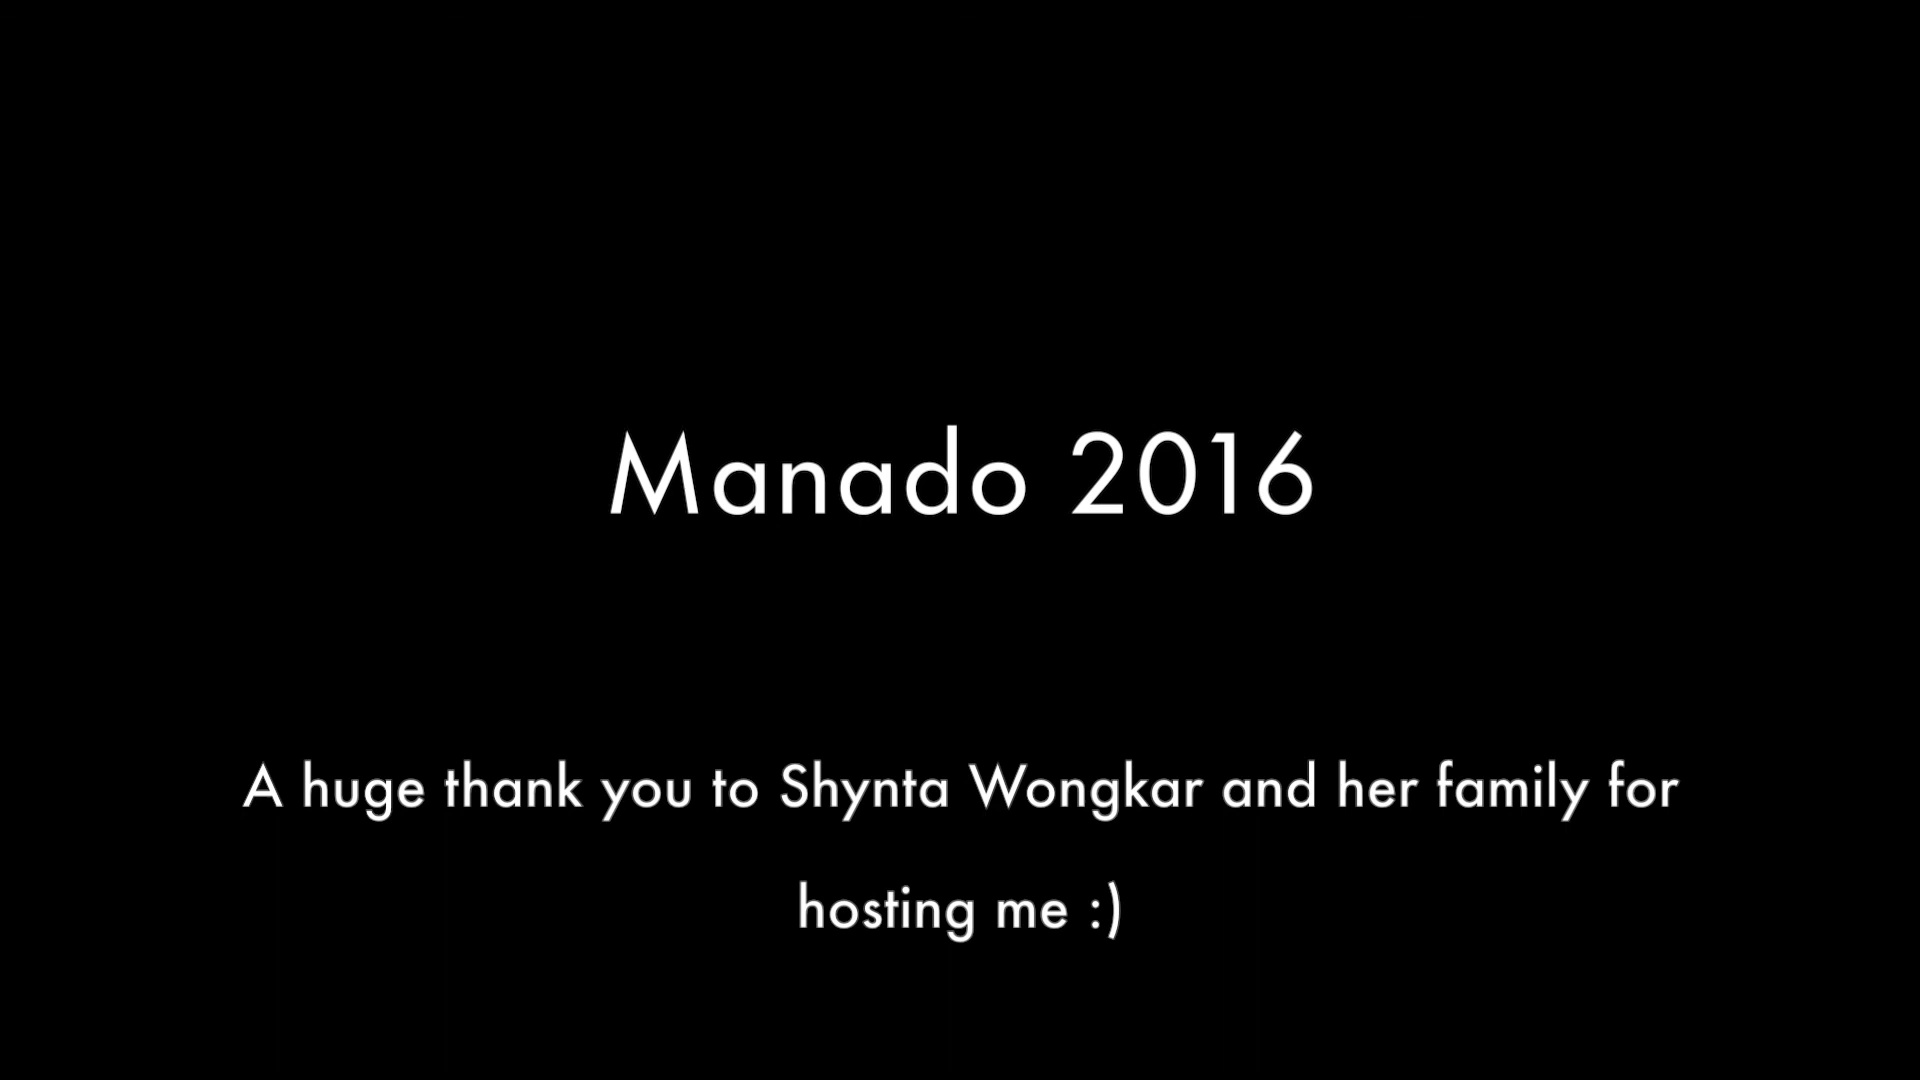 Manado 2016
A huge thank you to Shynta Wongkar and her family for
hosting me :)